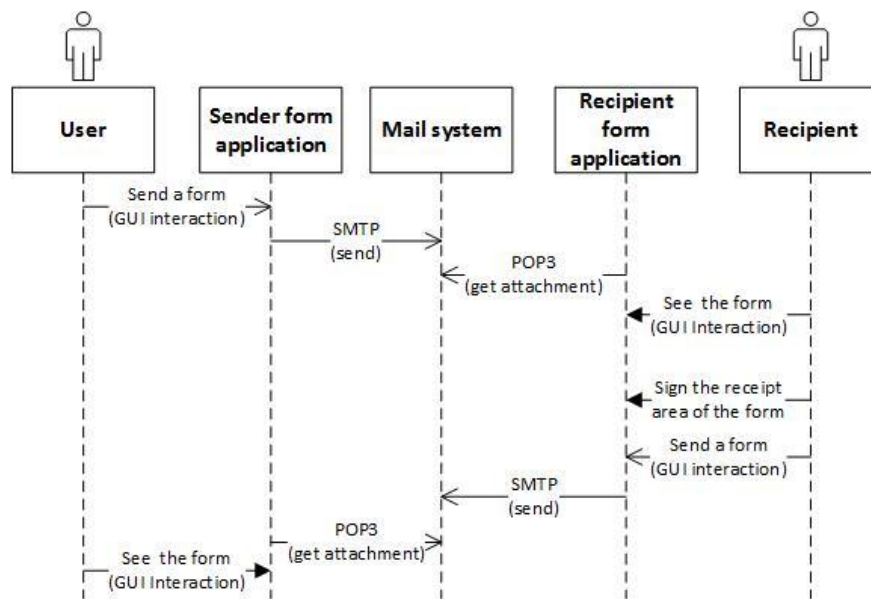 User
Sender form
application
Mail system
Recipient
form
application
Recipient
Send a form
(GUI interaction)
SMTP
(send)
POP3
(get attachment)
See the form
(GUI Interaction)
Sign the receipt
area of the form
Send a form
(GUI interaction)
SMTP
(send)
POP3
(get attachment)
See the form
(GUI Interaction)